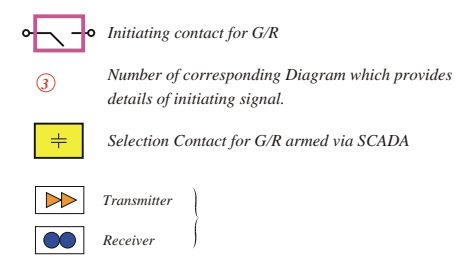 Initiating contact for G/R
3
Number of corresponding Diagram which provides
details of initiating signal.
Selection Contact for G/R armed via SCADA
Transmitter
Receiver